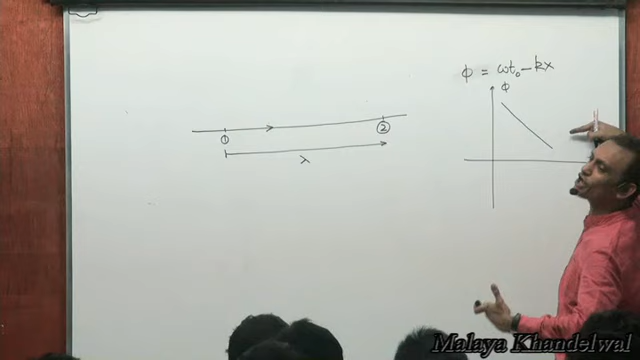 ϕ = ωt₀ - kx
ϕ
① ②
λ
Malaya Khandelwal